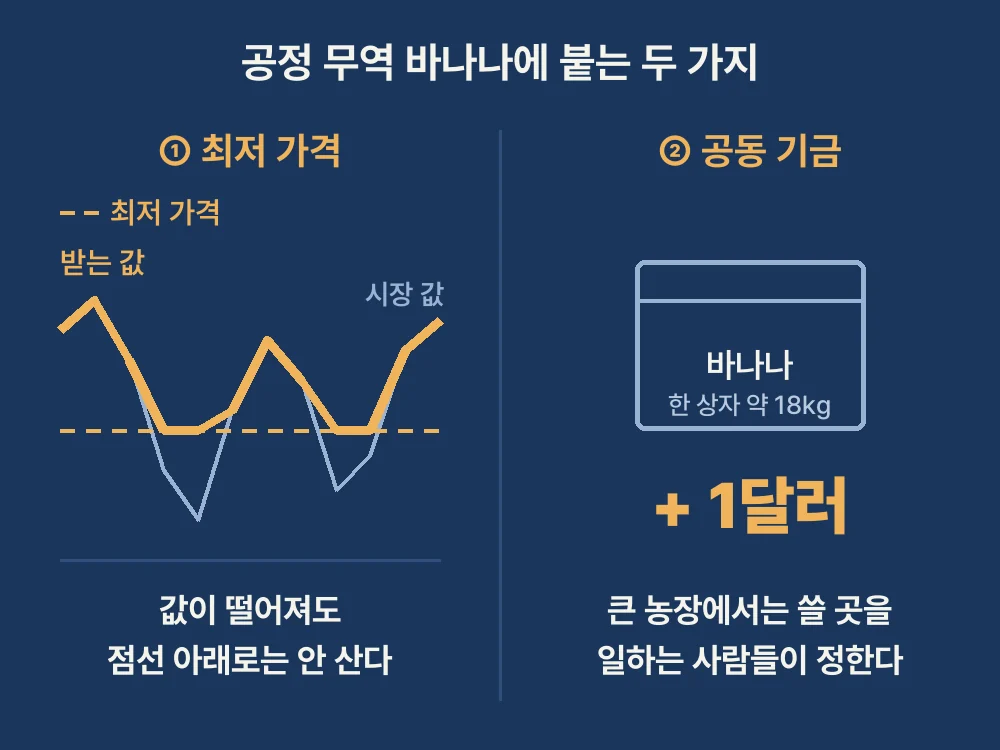 공정 무역 바나나에 붙는 두 가지
① 최저 가격
최저 가격
받는 값
시장 값
값이 떨어져도
점선 아래로는 안 산다
② 공동 기금
바나나
한 상자 약 18kg
+ 1달러
큰 농장에서는 쓸 곳을
일하는 사람들이 정한다